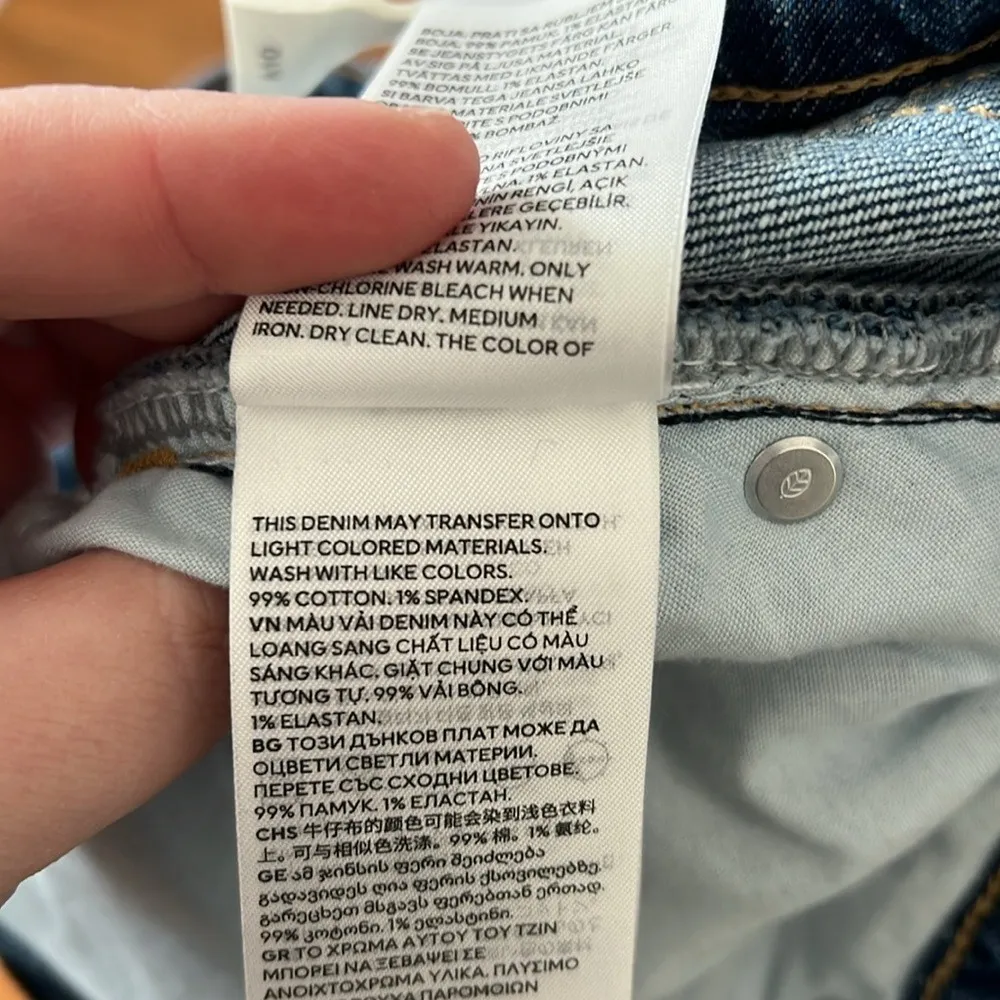 BOJA. PRATI SA RUBLJEM
BOJA. 99% PAMUK. 1% ELASTAN
SE JEANSTYGETS FÄRG KAN FÄRG
AV SIG PÅ LJUSA MATERIAL.
TVÄTTAS MED LIKNANDE FÄRGER.
99% BOMULL. 1% ELASTAN.
SI BARVA TEGA JEANSA LAHKO
MATERIALE SVETLEJŠE
S PODOBNIMI
BOMBAŽ.
RIFLOVINY SA
NA SVETLEJŠIE
S PODOBNÝMI
NA. 1% ELASTAN.
RENGİ, AÇIK
GEÇEBİLİR.
YIKAYIN.
ELASTAN.
WASH WARM. ONLY
NON-CHLORINE BLEACH WHEN
NEEDED. LINE DRY. MEDIUM
IRON. DRY CLEAN. THE COLOR OF
THIS DENIM MAY TRANSFER ONTO
LIGHT COLORED MATERIALS.
WASH WITH LIKE COLORS.
99% COTTON. 1% SPANDEX.
VN MÀU VẢI DENIM NÀY CÓ THỂ
LOANG SANG CHẤT LIỆU CÓ MÀU
SÁNG KHÁC. GIẶT CHUNG VỚI MÀU
TƯƠNG TỰ. 99% VẢI BÔNG.
1% ELASTAN.
BG ТОЗИ ДЪНКОВ ПЛАТ МОЖЕ ДА
ОЦВЕТИ СВЕТЛИ МАТЕРИИ.
ПЕРЕТЕ СЪС СХОДНИ ЦВЕТОВЕ.
99% ПАМУК. 1% ЕЛАСТАН.
CHS 牛仔布的颜色可能会染到浅色衣料
上。可与相似色洗涤。99% 棉。1% 氨纶。
GE ამ ჯინსის ფერი შეიძლება
გადავიდეს ღია ფერის ქსოვილებზე.
გარეცხეთ მსგავს ფერებთან ერთად.
99% კოტონი. 1% ელასტინი.
GR ΤΟ ΧΡΩΜΑ ΑΥΤΟΥ ΤΟΥ ΤΖΙΝ
ΜΠΟΡΕΙ ΝΑ ΞΕΒΑΨΕΙ ΣΕ
ΑΝΟΙΧΤΟΧΡΩΜΑ ΥΛΙΚΑ. ΠΛΥΣΙΜΟ
ΡΟΥΧΑ ΠΑΡΟΜΟΙΩΝ